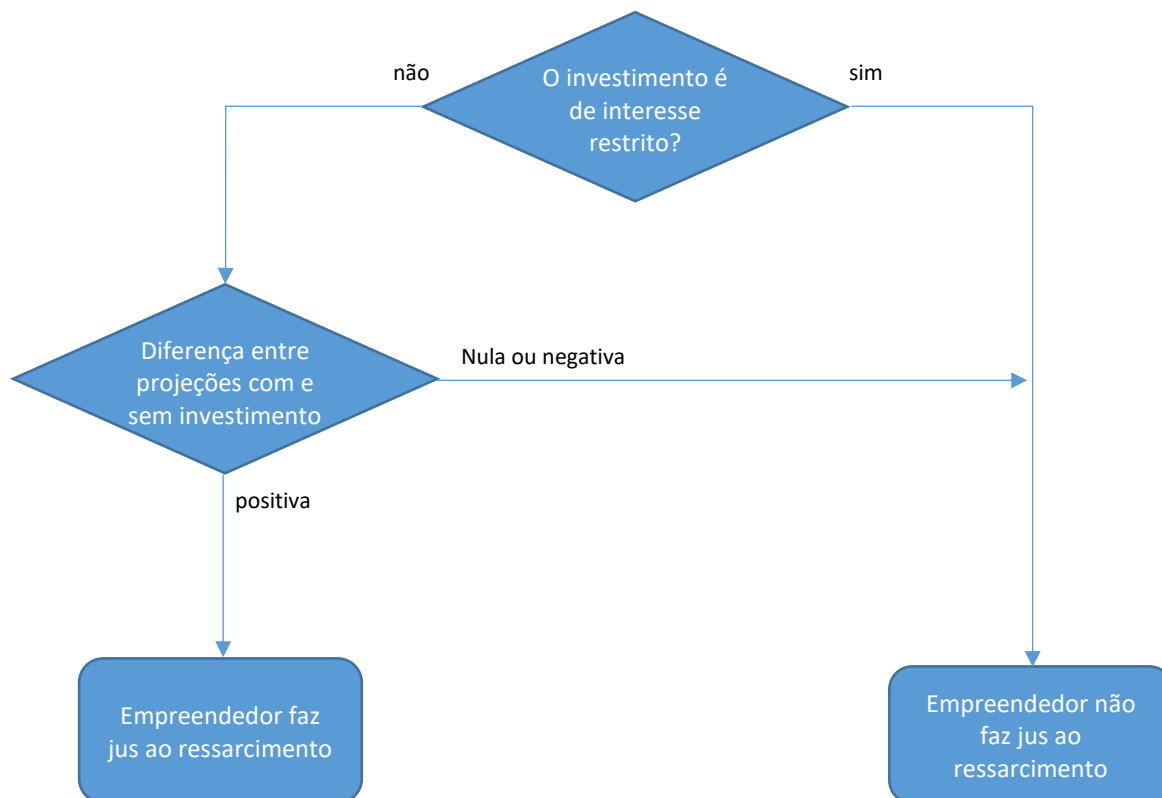 não
O investimento é
de interesse
restrito?
sim
Diferença entre
projeções com e
sem investimento
Nula ou negativa
positiva
Empreendedor faz
jus ao ressarcimento
Empreendedor não
faz jus ao
ressarcimento